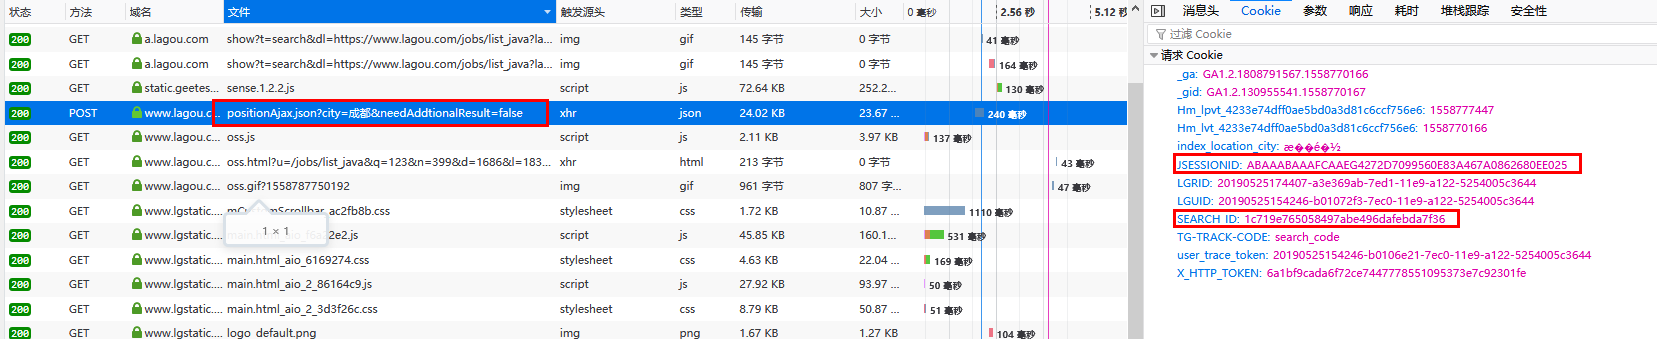 状态 方法 域名 文件 触发源头 类型 传输 大小 0 毫秒 2.56 秒 5.12 秒
200 GET a.lagou.com show?t=search&dl=https://www.lagou.com/jobs/list_java?la... img gif 145 字节 0 字节 41 毫秒
200 GET a.lagou.com show?t=search&dl=https://www.lagou.com/jobs/list_java?la... img gif 145 字节 0 字节 164 毫秒
200 GET static.geetes... sense.1.2.2.js script js 72.64 KB 252.2... 130 毫秒
200 POST www.lagou.c... positionAjax.json?city=成都&needAddtionalResult=false xhr json 24.02 KB 23.67 ... 240 毫秒
200 GET www.lagou.c... oss.js script js 2.11 KB 3.97 KB 137 毫秒
200 GET www.lagou.c... oss.html?u=/jobs/list_java&q=123&n=399&d=1686&l=183... xhr html 213 字节 0 字节 43 毫秒
200 GET www.lagou.c... oss.gif?1558787750192 img gif 961 字节 807 字... 47 毫秒
200 GET www.lgstatic.... ac2fb8b.css stylesheet css 1.72 KB 10.87 ... 1110 毫秒
1 × 1
200 GET www.lgstatic.... script js 45.85 KB 160.1... 531 毫秒
200 GET www.lgstatic.... main.html_aio_6169274.css stylesheet css 4.63 KB 22.04 ... 169 毫秒
200 GET www.lgstatic.... main.html_aio_2_86164c9.js script js 27.92 KB 93.97 ... 50 毫秒
200 GET www.lgstatic.... main.html_aio_2_3d3f26c.css stylesheet css 8.79 KB 50.87 ... 51 毫秒
200 GET www.lgstatic.... logo_default.png img png 1.67 KB 1.27 KB 104 毫秒
消息头 Cookie 参数 响应 耗时 堆栈跟踪 安全性
过滤 Cookie
请求 Cookie
_ga: GA1.2.1808791567.1558770166
_gid: GA1.2.130955541.1558770167
Hm_lpvt_4233e74dff0ae5bd0a3d81c6ccf756e6: 1558777447
Hm_lvt_4233e74dff0ae5bd0a3d81c6ccf756e6: 1558770166
index_location_city: æ��é�½
JSESSIONID: ABAAABAAAFCAAEG4272D7099560E83A467A0862680EE025
LGRID: 20190525174407-a3e369ab-7ed1-11e9-a122-5254005c3644
LGUID: 20190525154246-b01072f3-7ec0-11e9-a122-5254005c3644
SEARCH_ID: 1c719e765058497abe496dafebda7f36
TG-TRACK-CODE: search_code
user_trace_token: 20190525154246-b0106e21-7ec0-11e9-a122-5254005c3644
X_HTTP_TOKEN: 6a1bf9cada6f72ce7447778551095373e7c92301fe